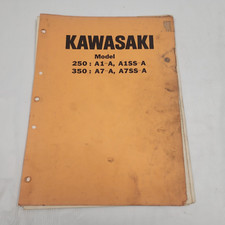 KAWASAKI
Model
250 : A1-A, A1SS-A
350 : A7-A, A7SS-A